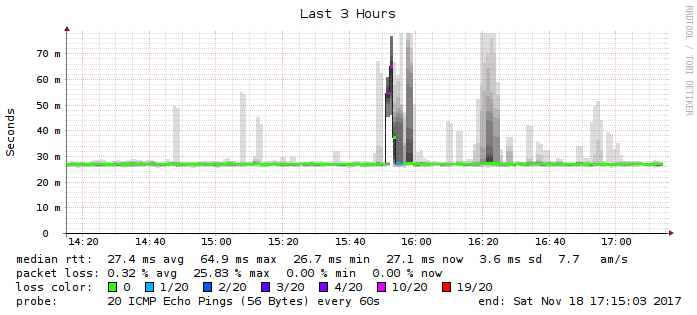 Last 3 Hours
RRDTOOL / TOBI OETIKER
Seconds
70 m
60 m
50 m
40 m
30 m
20 m
10 m
0
14:20 14:40 15:00 15:20 15:40 16:00 16:20 16:40 17:00
median rtt: 27.4 ms avg 64.9 ms max 26.7 ms min 27.1 ms now 3.6 ms sd 7.7 am/s
packet loss: 0.32 % avg 25.83 % max 0.00 % min 0.00 % now
loss color: 0 1/20 2/20 3/20 4/20 10/20 19/20
probe: 20 ICMP Echo Pings (56 Bytes) every 60s end: Sat Nov 18 17:15:03 2017